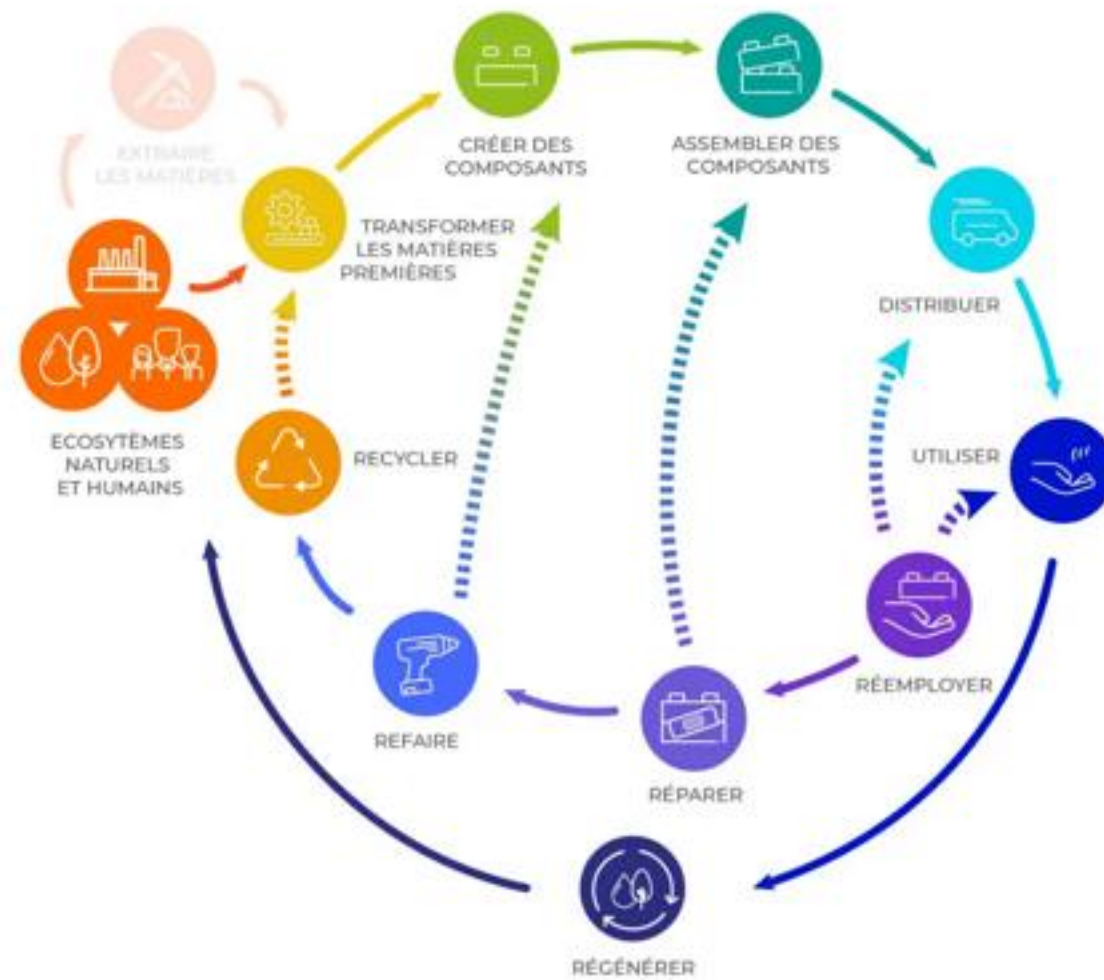 EXTRAIRE
LES MATIÈRES
CRÉER DES
COMPOSANTS
ASSEMBLER DES
COMPOSANTS
TRANSFORMER
LES MATIÈRES
PREMIÈRES
DISTRIBUER
ECOSYTÈMES
NATURELS
ET HUMAINS
RECYCLER
UTILISER
REFAIRE
RÉPARER
RÉEMPLOYER
RÉGÉNÉRER